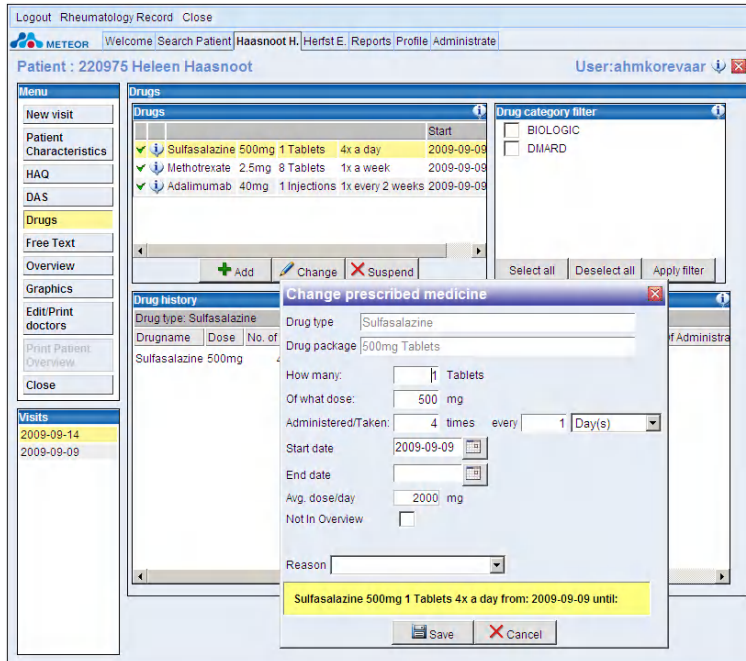 Logout Rheumatology Record Close
METEOR Welcome Search Patient Haasnoot H. Herfst E. Reports Profile Administrate
Patient : 220975 Heleen Haasnoot User:ahmkorevaar
Menu
New visit
Patient
Characteristics
HAQ
DAS
Drugs
Free Text
Overview
Graphics
Edit/Print
doctors
Print Patient
Overview
Close
Visits
2009-09-14
2009-09-09
Drugs
Drugs
Start
Sulfasalazine 500mg 1 Tablets 4x a day 2009-09-09
Methotrexate 2.5mg 8 Tablets 1x a week 2009-09-09
Adalimumab 40mg 1 Injections 1x every 2 weeks 2009-09-09
Add Change Suspend
Drug category filter
BIOLOGIC
DMARD
Select all Deselect all Apply filter
Drug history
Drug type: Sulfasalazine
Drugname Dose No. of
f Administra
Sulfasalazine 500mg
Change prescribed medicine
Drug type Sulfasalazine
Drug package 500mg Tablets
How many: 1 Tablets
Of what dose: 500 mg
Administered/Taken: 4 times every 1 Day(s)
Start date 2009-09-09
End date
Avg. dose/day 2000 mg
Not In Overview
Reason
Sulfasalazine 500mg 1 Tablets 4x a day from: 2009-09-09 until:
Save Cancel